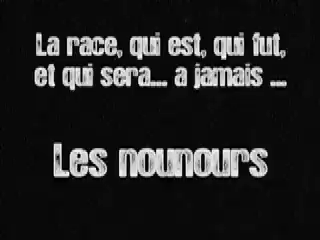 La race, qui est, qui fut,
et qui sera... a jamais ...
Les nounours